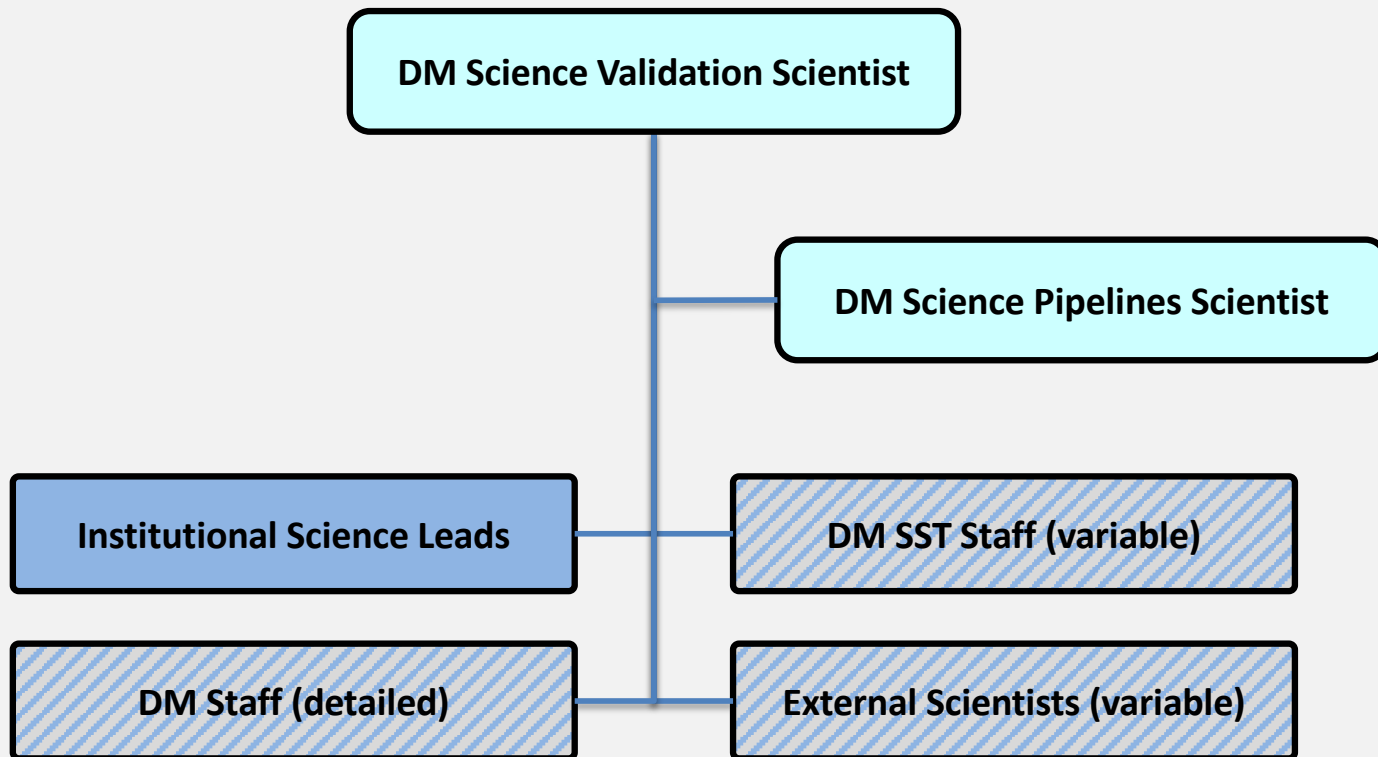 DM Science Validation Scientist
DM Science Pipelines Scientist
Institutional Science Leads
DM SST Staff (variable)
DM Staff (detailed)
External Scientists (variable)